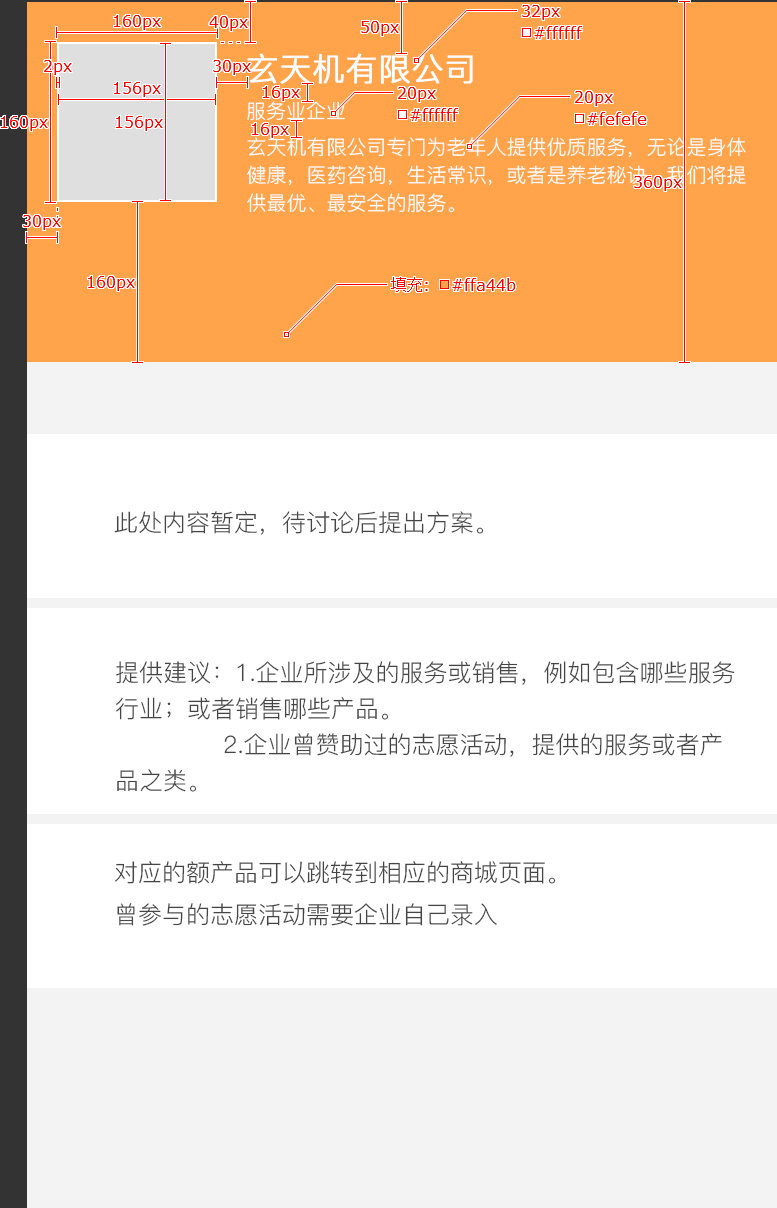 160px
40px
50px
32px
#ffffff
2px
30px
玄天机有限公司
156px
16px
20px
20px
服务业企业
#ffffff
#fefefe
160px
156px
16px
玄天机有限公司专门为老年人提供优质服务，无论是身体
健康，医药咨询，生活常识，或者是养老秘诀，我们将提
360px
供最优、最安全的服务。
30px
160px
填充：#ffa44b
此处内容暂定，待讨论后提出方案。
提供建议：1.企业所涉及的服务或销售，例如包含哪些服务
行业；或者销售哪些产品。
2.企业曾赞助过的志愿活动，提供的服务或者产
品之类。
对应的额产品可以跳转到相应的商城页面。
曾参与的志愿活动需要企业自己录入